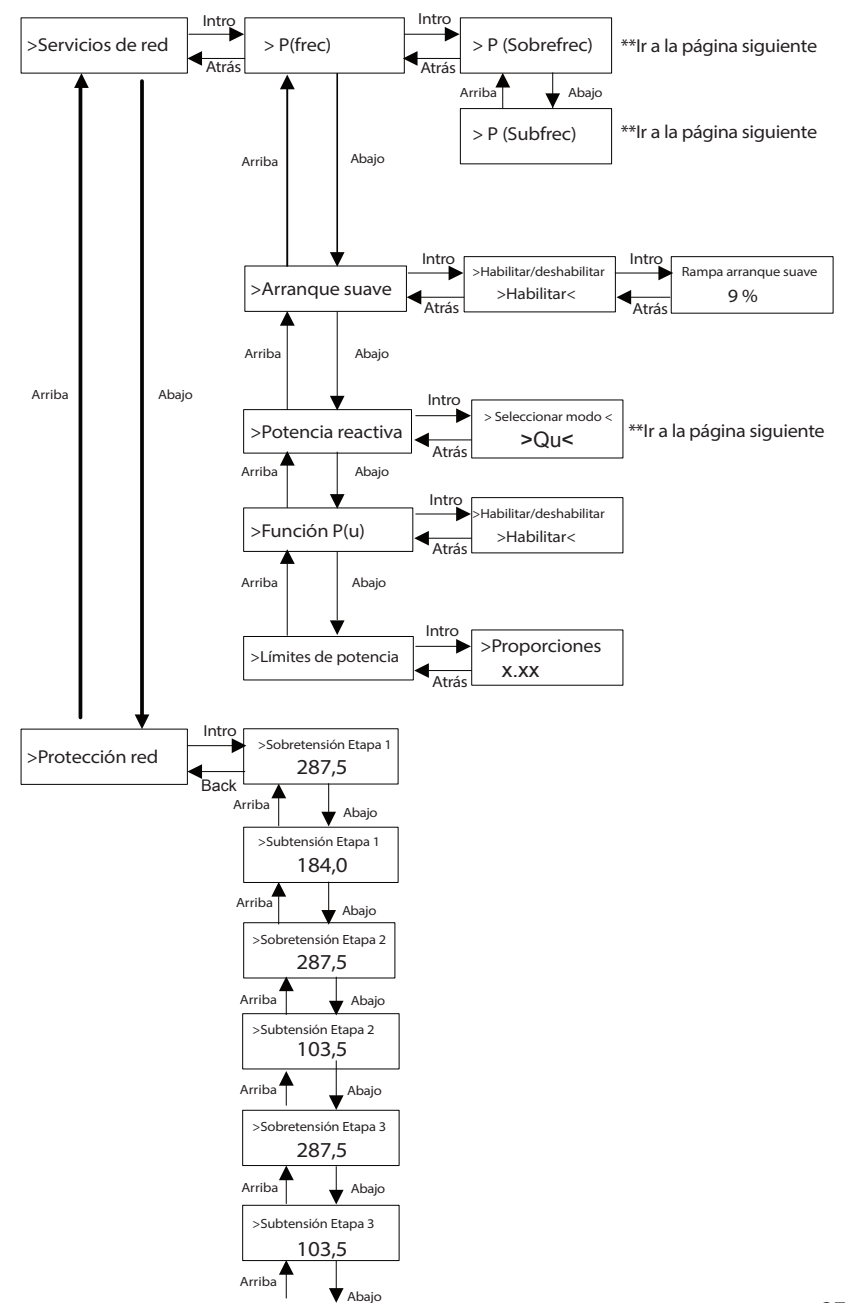 Intro
Intro
>Servicios de red
> P(frec)
> P (Sobrefrec)
**Ir a la página siguiente
Atrás
Atrás
Arriba
Abajo
> P (Subfrec)
**Ir a la página siguiente
Arriba
Abajo
Intro
Intro
>Arranque suave
>Habilitar/deshabilitar
>Habilitar<
Rampa arranque suave
9 %
Atrás
Atrás
Arriba
Abajo
Arriba
Abajo
Intro
>Potencia reactiva
> Seleccionar modo <
>Qu<
**Ir a la página siguiente
Atrás
Arriba
Abajo
Intro
>Función P(u)
>Habilitar/deshabilitar
>Habilitar<
Atrás
Arriba
Abajo
Intro
>Límites de potencia
>Proporciones
x.xx
Atrás
Intro
>Protección red
>Sobretensión Etapa 1
287,5
Back
Arriba
Abajo
>Subtensión Etapa 1
184,0
Arriba
Abajo
>Sobretensión Etapa 2
287,5
Arriba
Abajo
>Subtensión Etapa 2
103,5
Arriba
Abajo
>Sobretensión Etapa 3
287,5
Arriba
Abajo
>Subtensión Etapa 3
103,5
Arriba
Abajo